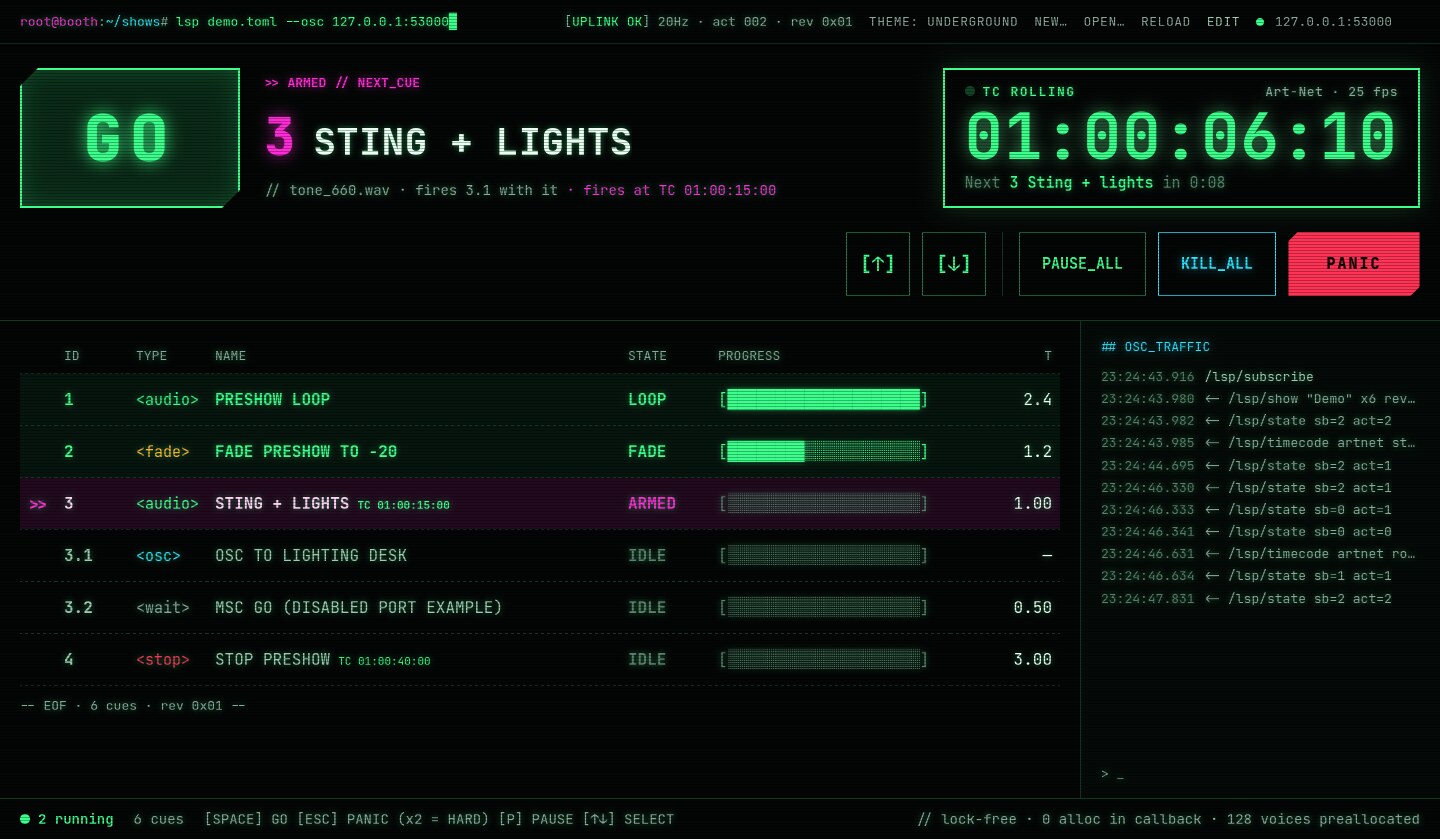 root@booth:~/shows# lsp demo.toml --osc 127.0.0.1:53000
[UPLINK OK] 20Hz · act 002 · rev 0x01 THEME: UNDERGROUND NEW… OPEN… RELOAD EDIT ● 127.0.0.1:53000
GO
>> ARMED // NEXT_CUE
3 STING + LIGHTS
// tone_660.wav · fires 3.1 with it · fires at TC 01:00:15:00
TC ROLLING Art-Net · 25 fps
01:00:06:10
Next 3 Sting + lights in 0:08
[↑] [↓] PAUSE_ALL KILL_ALL PANIC
ID TYPE NAME STATE PROGRESS T
1 <audio> PRESHOW LOOP LOOP [ ] 2.4
2 <fade> FADE PRESHOW TO -20 FADE [ ] 1.2
>> 3 <audio> STING + LIGHTS TC 01:00:15:00 ARMED [ ] 1.00
3.1 <osc> OSC TO LIGHTING DESK IDLE [ ] —
3.2 <wait> MSC GO (DISABLED PORT EXAMPLE) IDLE [ ] 0.50
4 <stop> STOP PRESHOW TC 01:00:40:00 IDLE [ ] 3.00
-- EOF · 6 cues · rev 0x01 --
## OSC_TRAFFIC
23:24:43.916 /lsp/subscribe
23:24:43.980 <- /lsp/show "Demo" x6 rev…
23:24:43.982 <- /lsp/state sb=2 act=2
23:24:43.985 <- /lsp/timecode artnet st…
23:24:44.695 <- /lsp/state sb=2 act=1
23:24:46.330 <- /lsp/state sb=2 act=1
23:24:46.333 <- /lsp/state sb=0 act=1
23:24:46.341 <- /lsp/state sb=0 act=0
23:24:46.631 <- /lsp/timecode artnet ro…
23:24:46.634 <- /lsp/state sb=1 act=1
23:24:47.831 <- /lsp/state sb=2 act=2
> _
● 2 running 6 cues [SPACE] GO [ESC] PANIC (x2 = HARD) [P] PAUSE [↑↓] SELECT
// lock-free · 0 alloc in callback · 128 voices preallocated